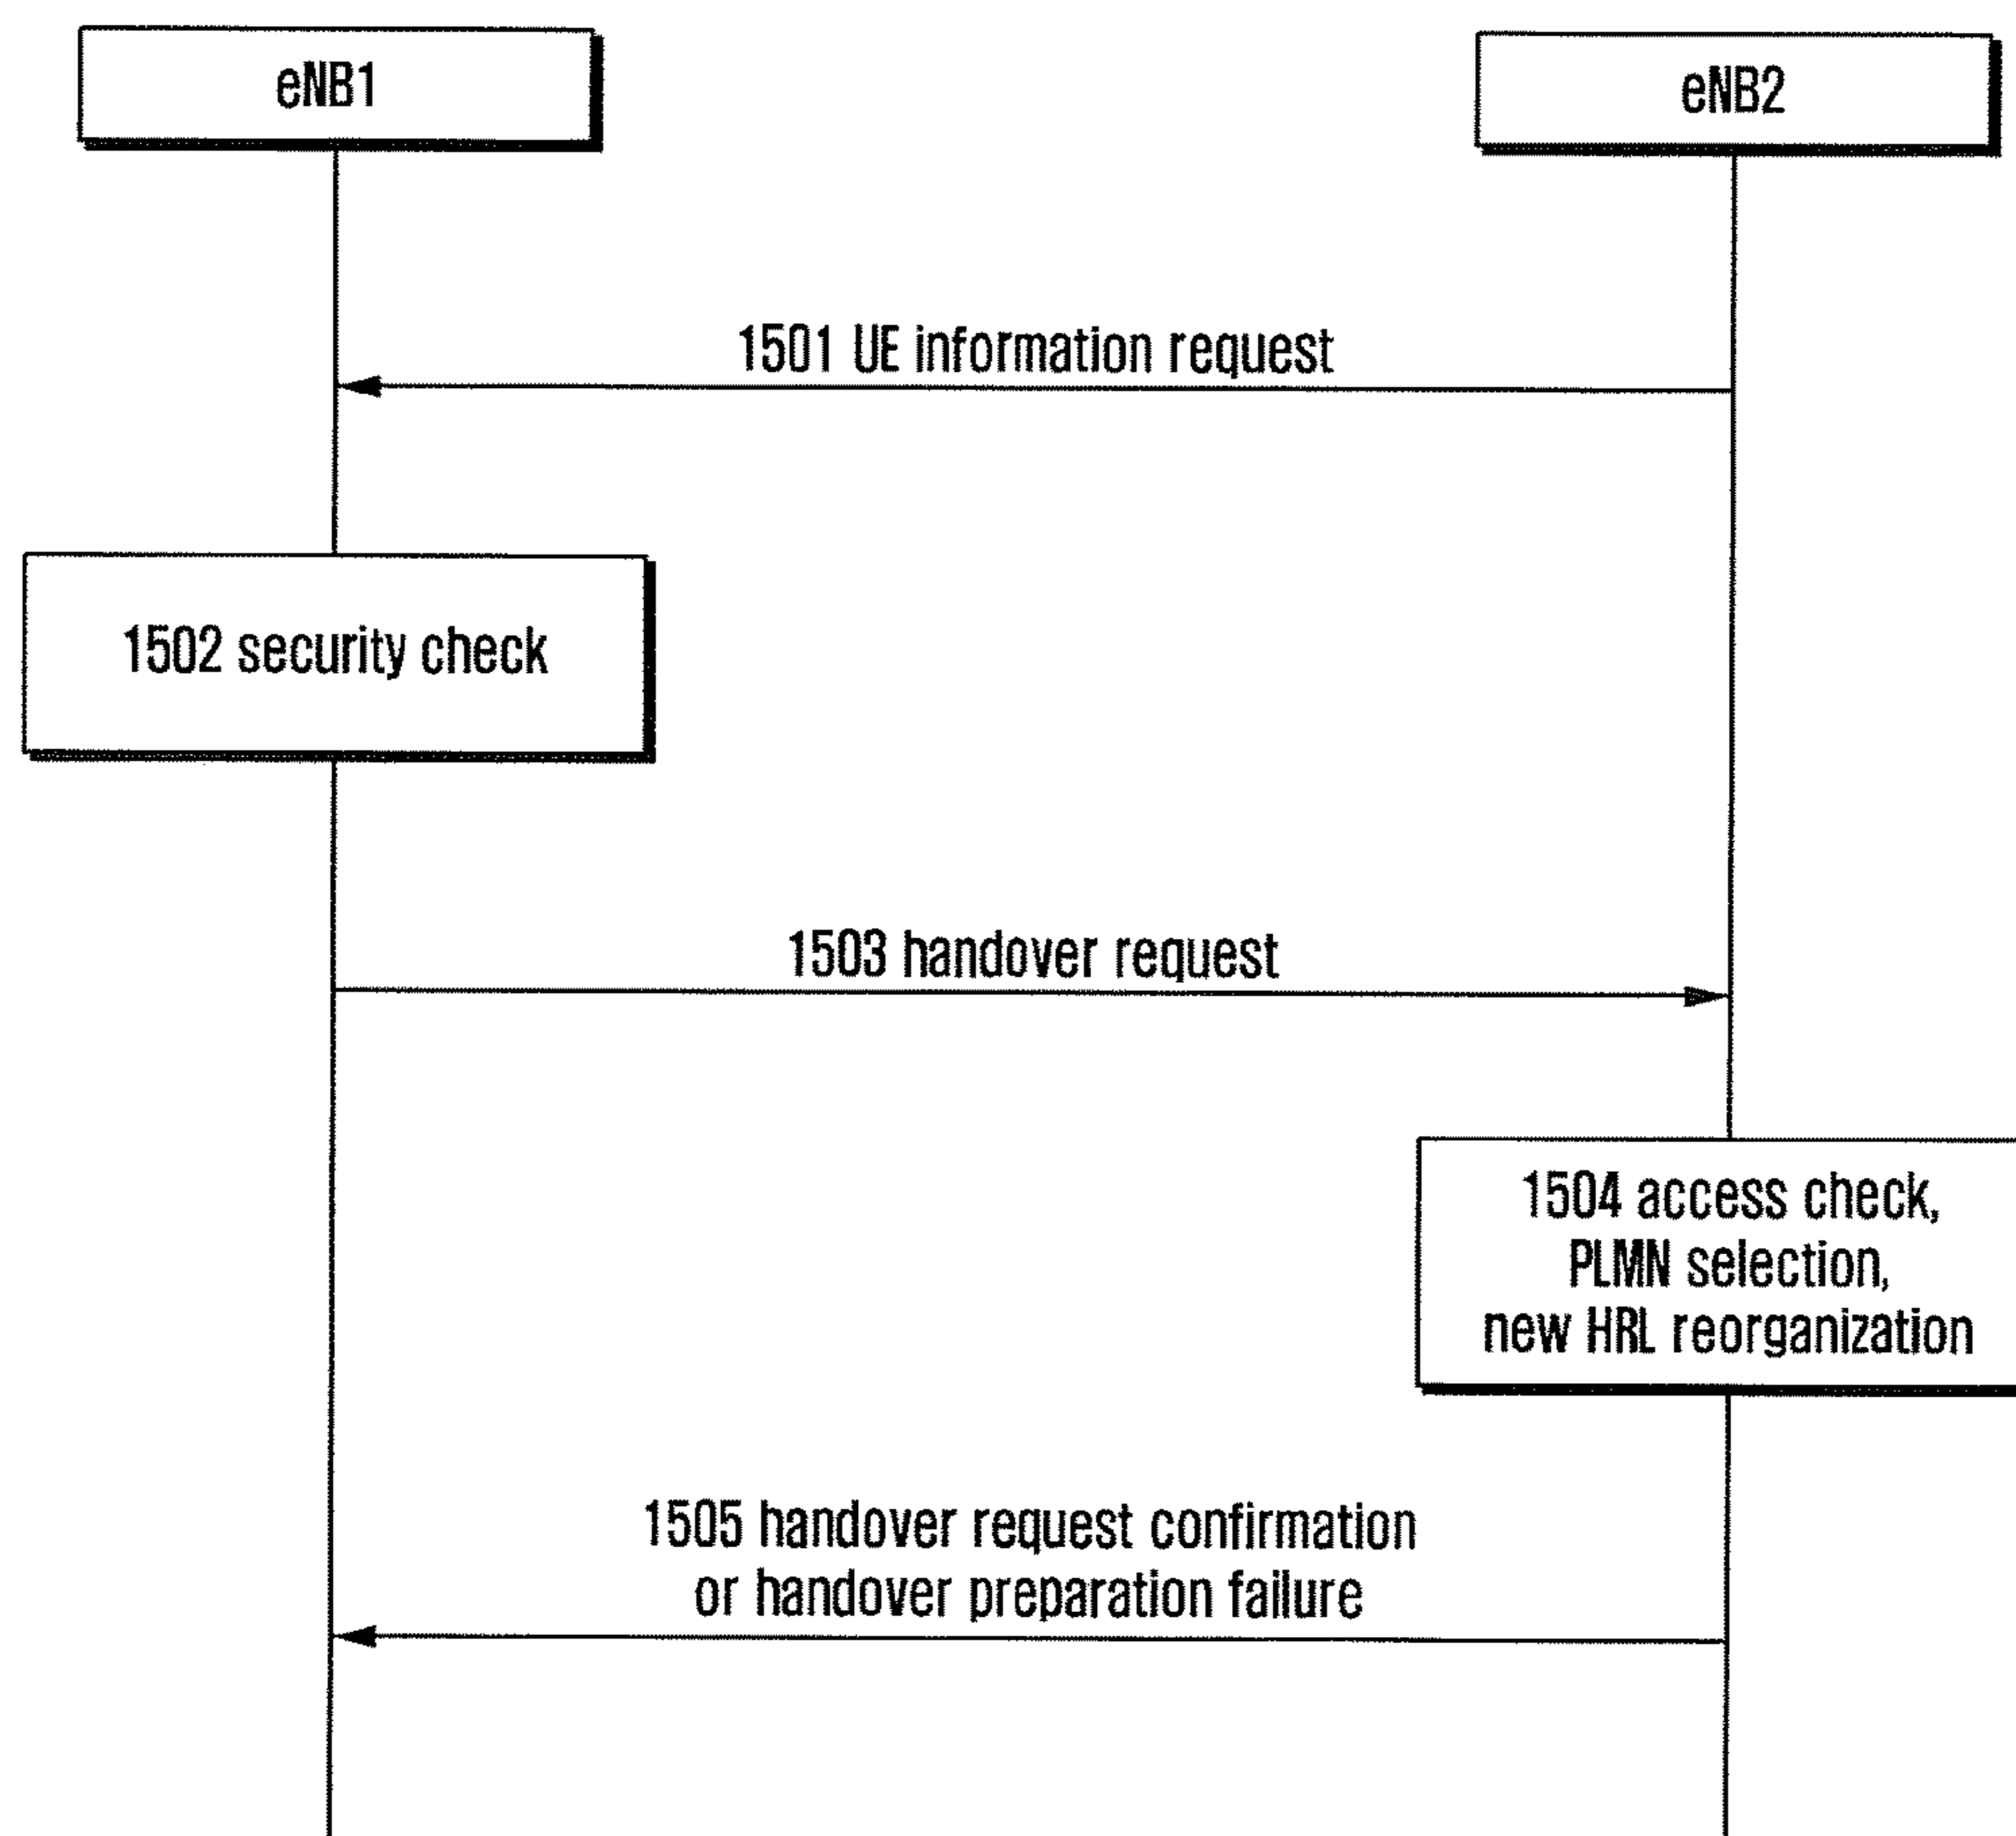 eNB1
eNB2
1501 UE information request
1502 security check
1503 handover request
1504 access check,
PLMN selection,
new HRL reorganization
1505 handover request confirmation
or handover preparation failure